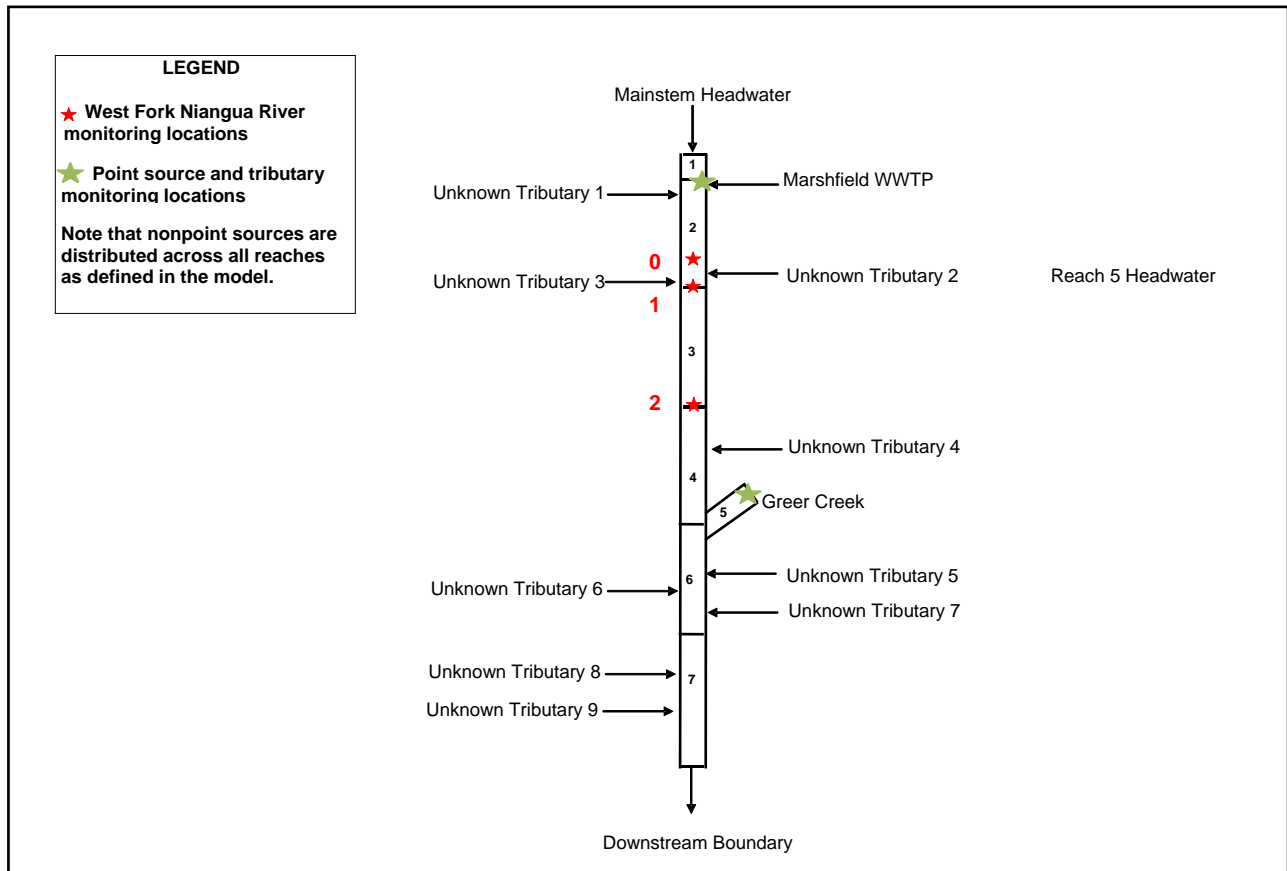 LEGEND
West Fork Niangua River
monitoring locations
Point source and tributary
monitoring locations
Note that nonpoint sources are
distributed across all reaches
as defined in the model.
Mainstem Headwater
1
Unknown Tributary 1
Marshfield WWTP
2
0
Unknown Tributary 3
Unknown Tributary 2
Reach 5 Headwater
1
3
2
Unknown Tributary 4
4
Greer Creek
5
Unknown Tributary 5
6
Unknown Tributary 6
Unknown Tributary 7
Unknown Tributary 8
7
Unknown Tributary 9
Downstream Boundary